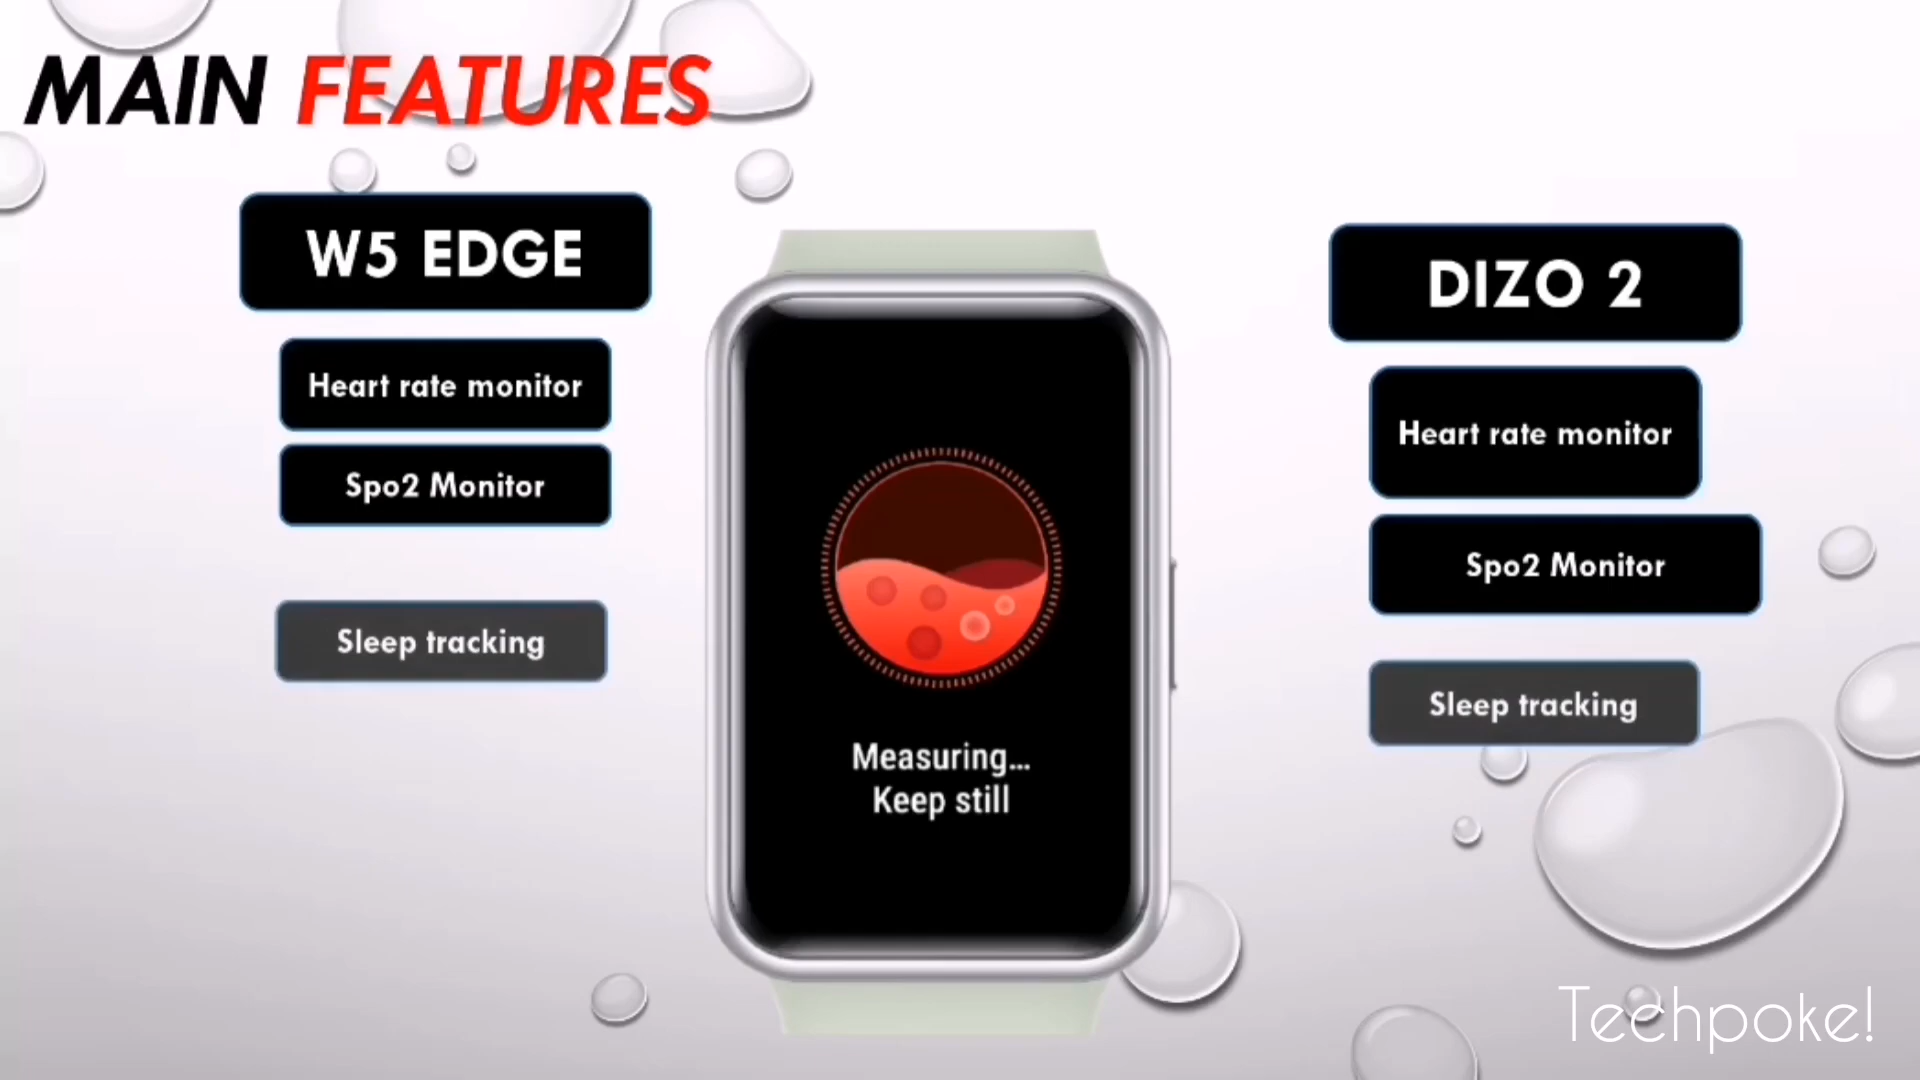 MAIN FEATURES
W5 EDGE
Heart rate monitor
Spo2 Monitor
Sleep tracking
Measuring...
Keep still
DIZO 2
Heart rate monitor
Spo2 Monitor
Sleep tracking
Techpoke!